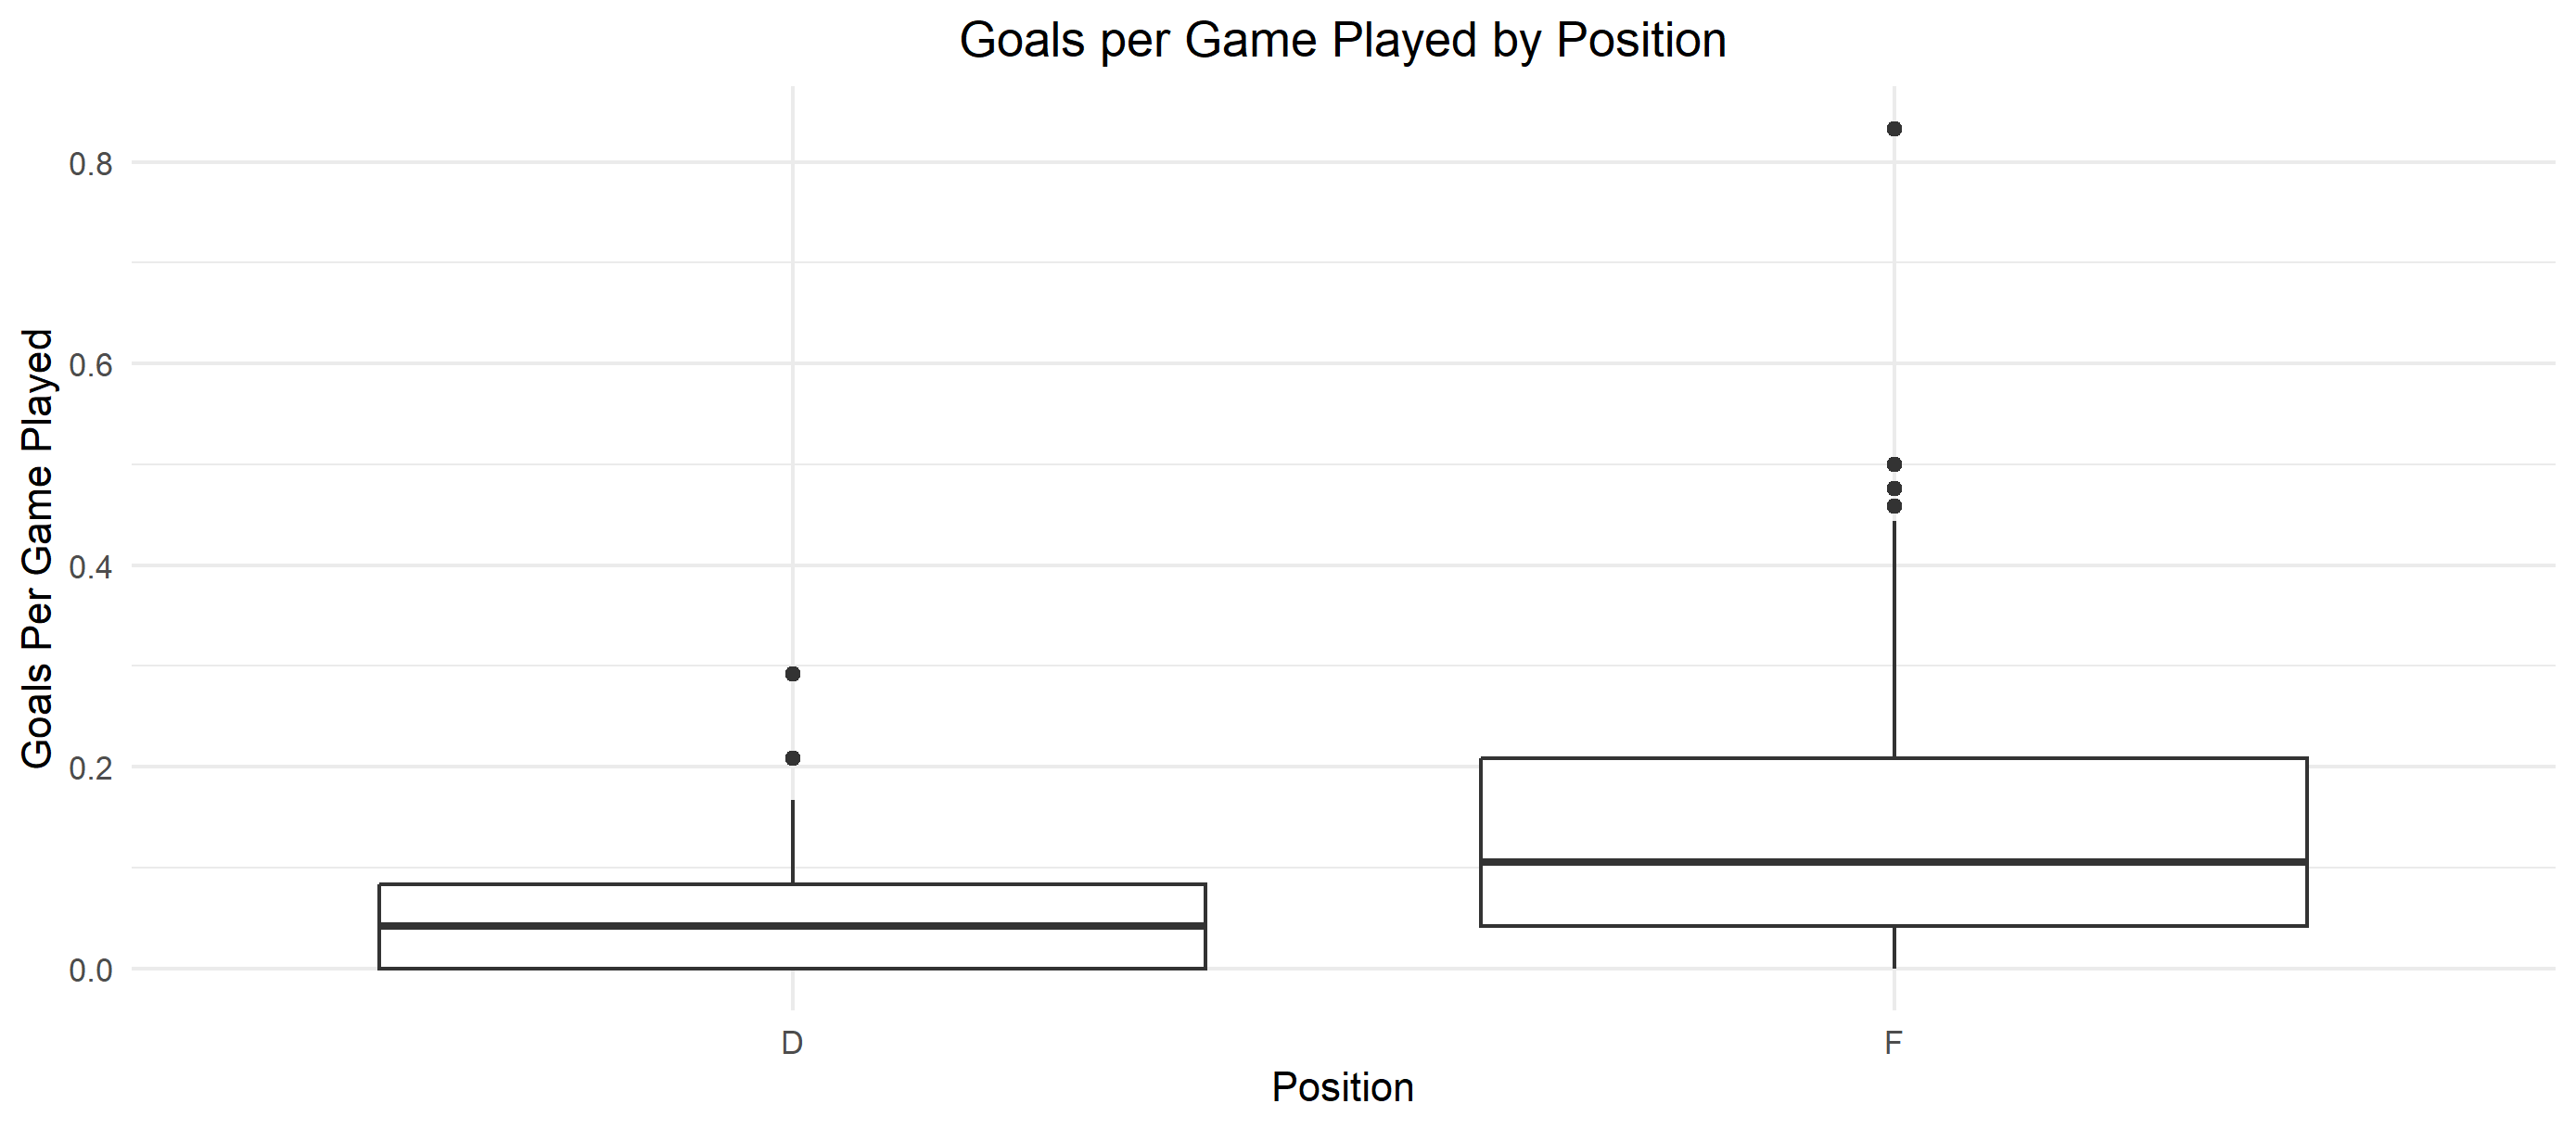 Goals per Game Played by Position
Goals Per Game Played
0.8
0.6
0.4
0.2
0.0
D
F
Position